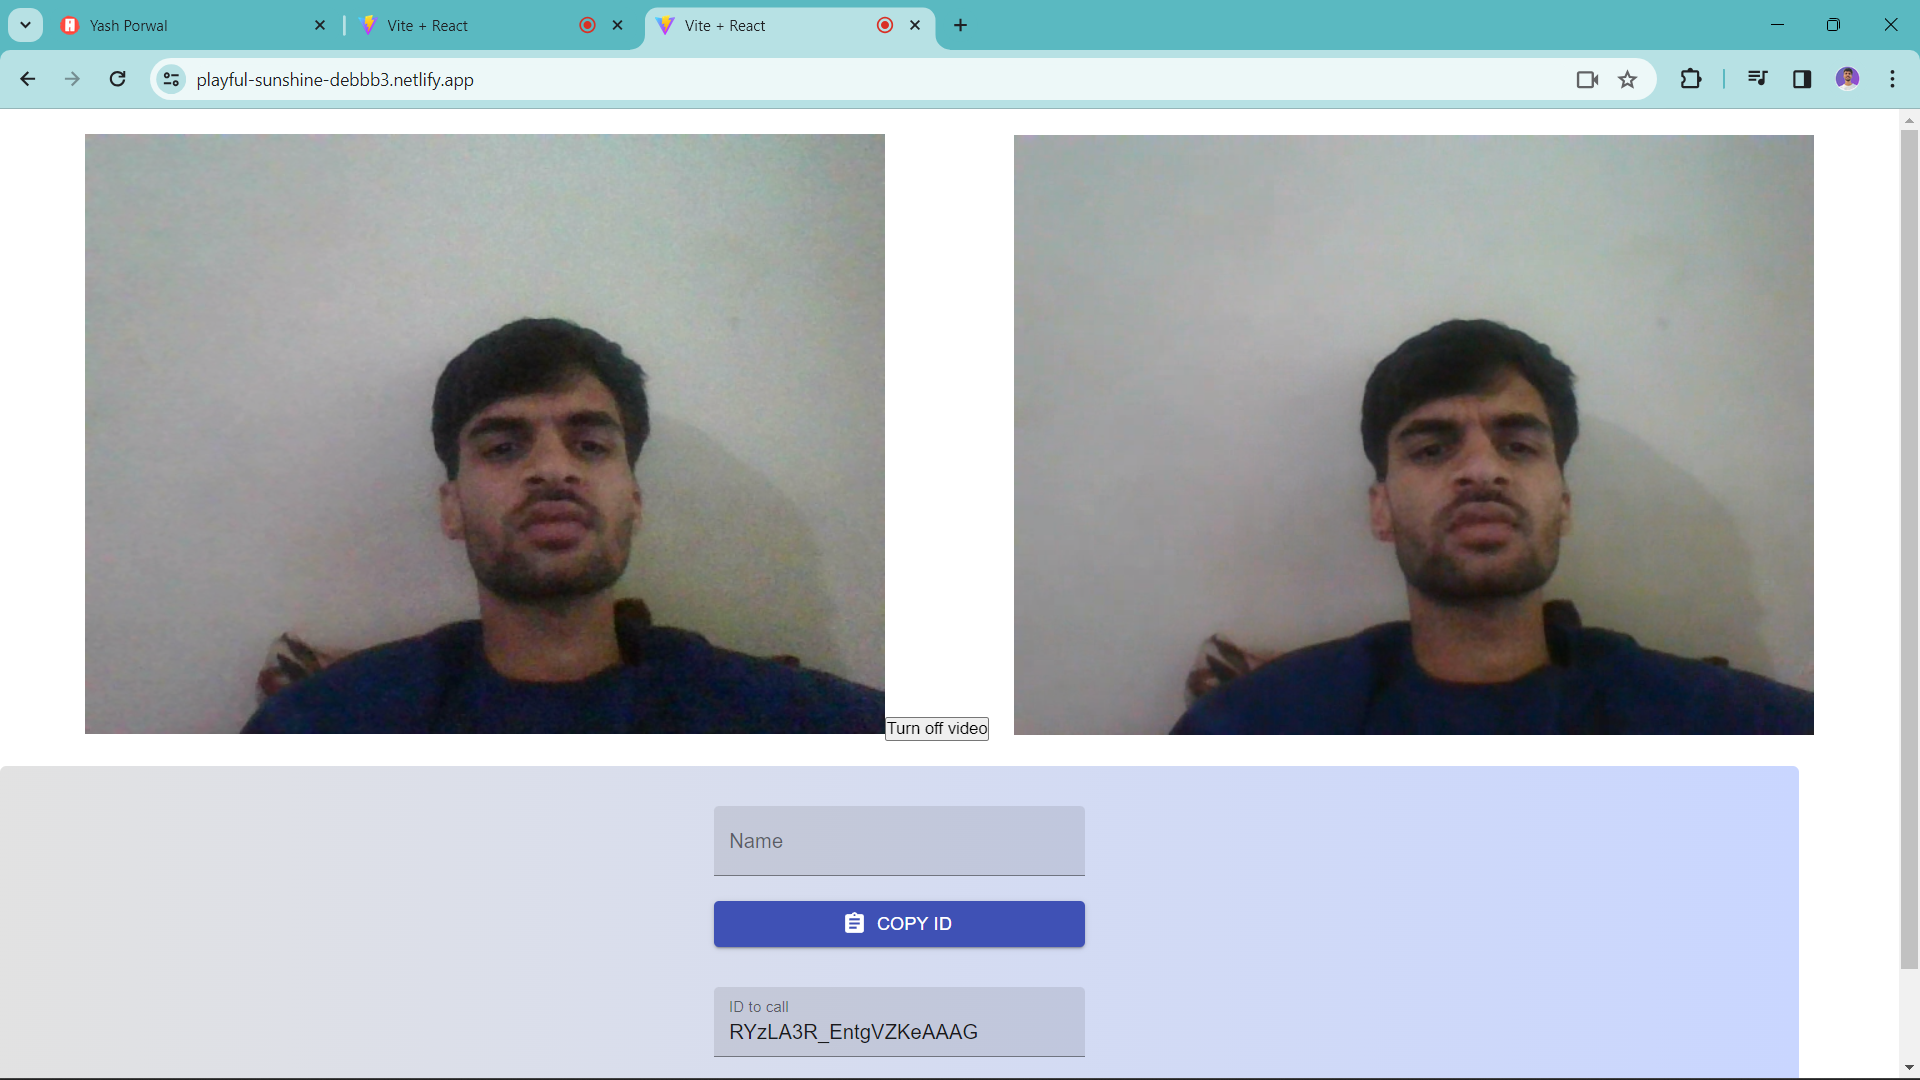 Yash Porwal
Vite + React
Vite + React
playful-sunshine-debbb3.netlify.app
Turn off video
Name
COPY ID
ID to call
RYzLA3R_EntgVZKeAAAG